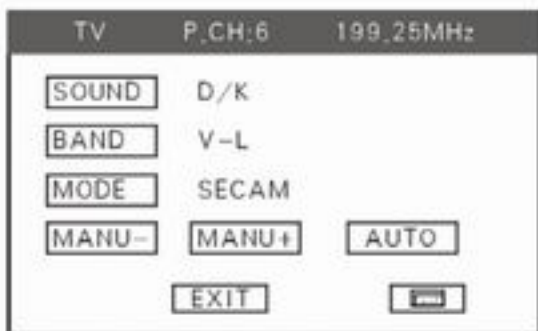 TV P.CH:6 199.25MHz
SOUND D/K
BAND V-L
MODE SECAM
MANU- MANU+ AUTO
EXIT